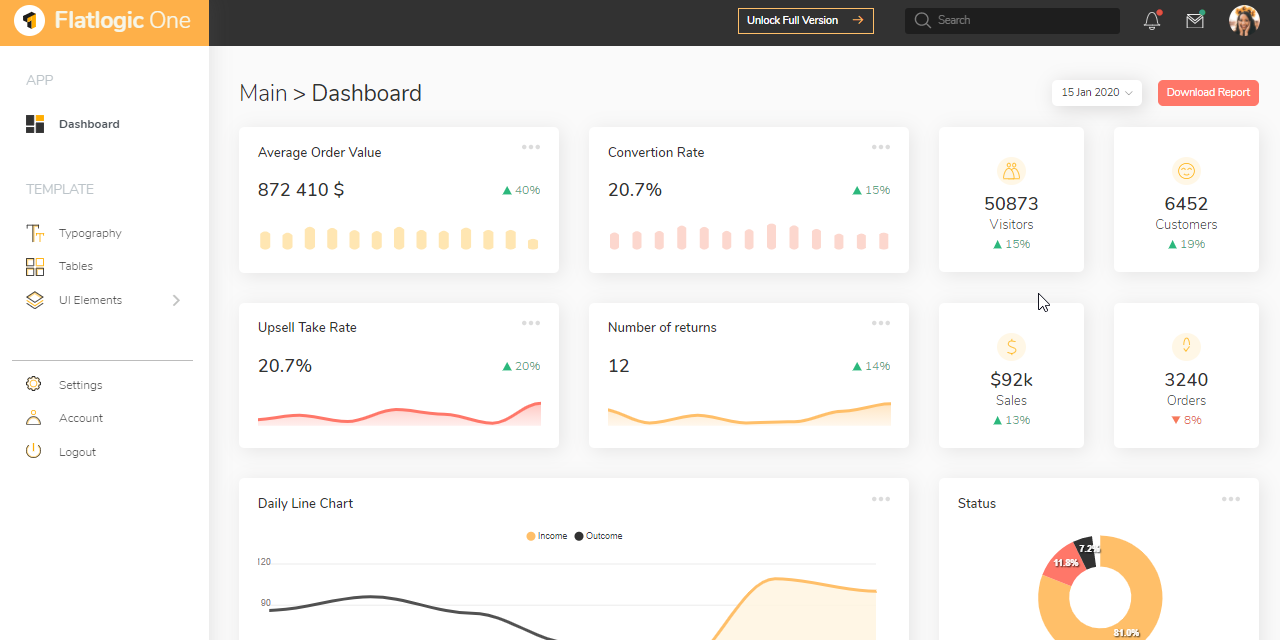 Flatlogic One
Unlock Full Version
Search
APP
Dashboard
TEMPLATE
Typography
Tables
UI Elements
Settings
Account
Logout
Main > Dashboard
15 Jan 2020
Download Report
Average Order Value
872 410 $
40%
Convertion Rate
20.7%
15%
50873
Visitors
15%
6452
Customers
19%
Upsell Take Rate
20.7%
20%
Number of returns
12
14%
$92k
Sales
13%
3240
Orders
8%
Daily Line Chart
Income Outcome
120
90
Status
7.2%
11.8%
81.0%